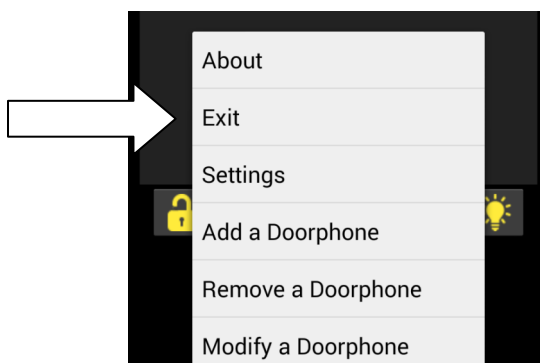 About
Exit
Settings
Add a Doorphone
Remove a Doorphone
Modify a Doorphone